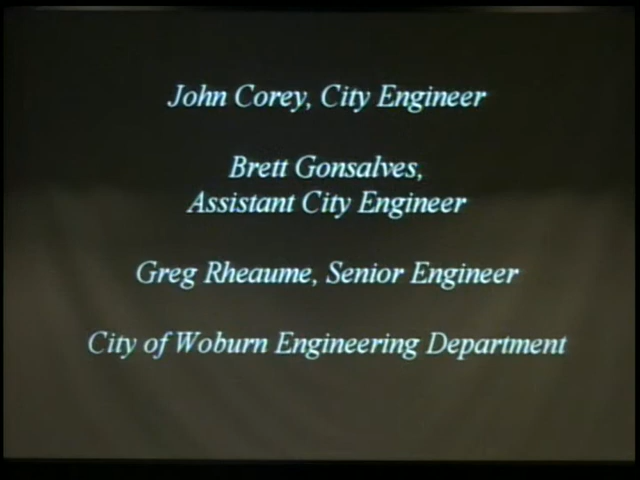 John Corey, City Engineer
Brett Gonsalves,
Assistant City Engineer
Greg Rheaume, Senior Engineer
City of Woburn Engineering Department